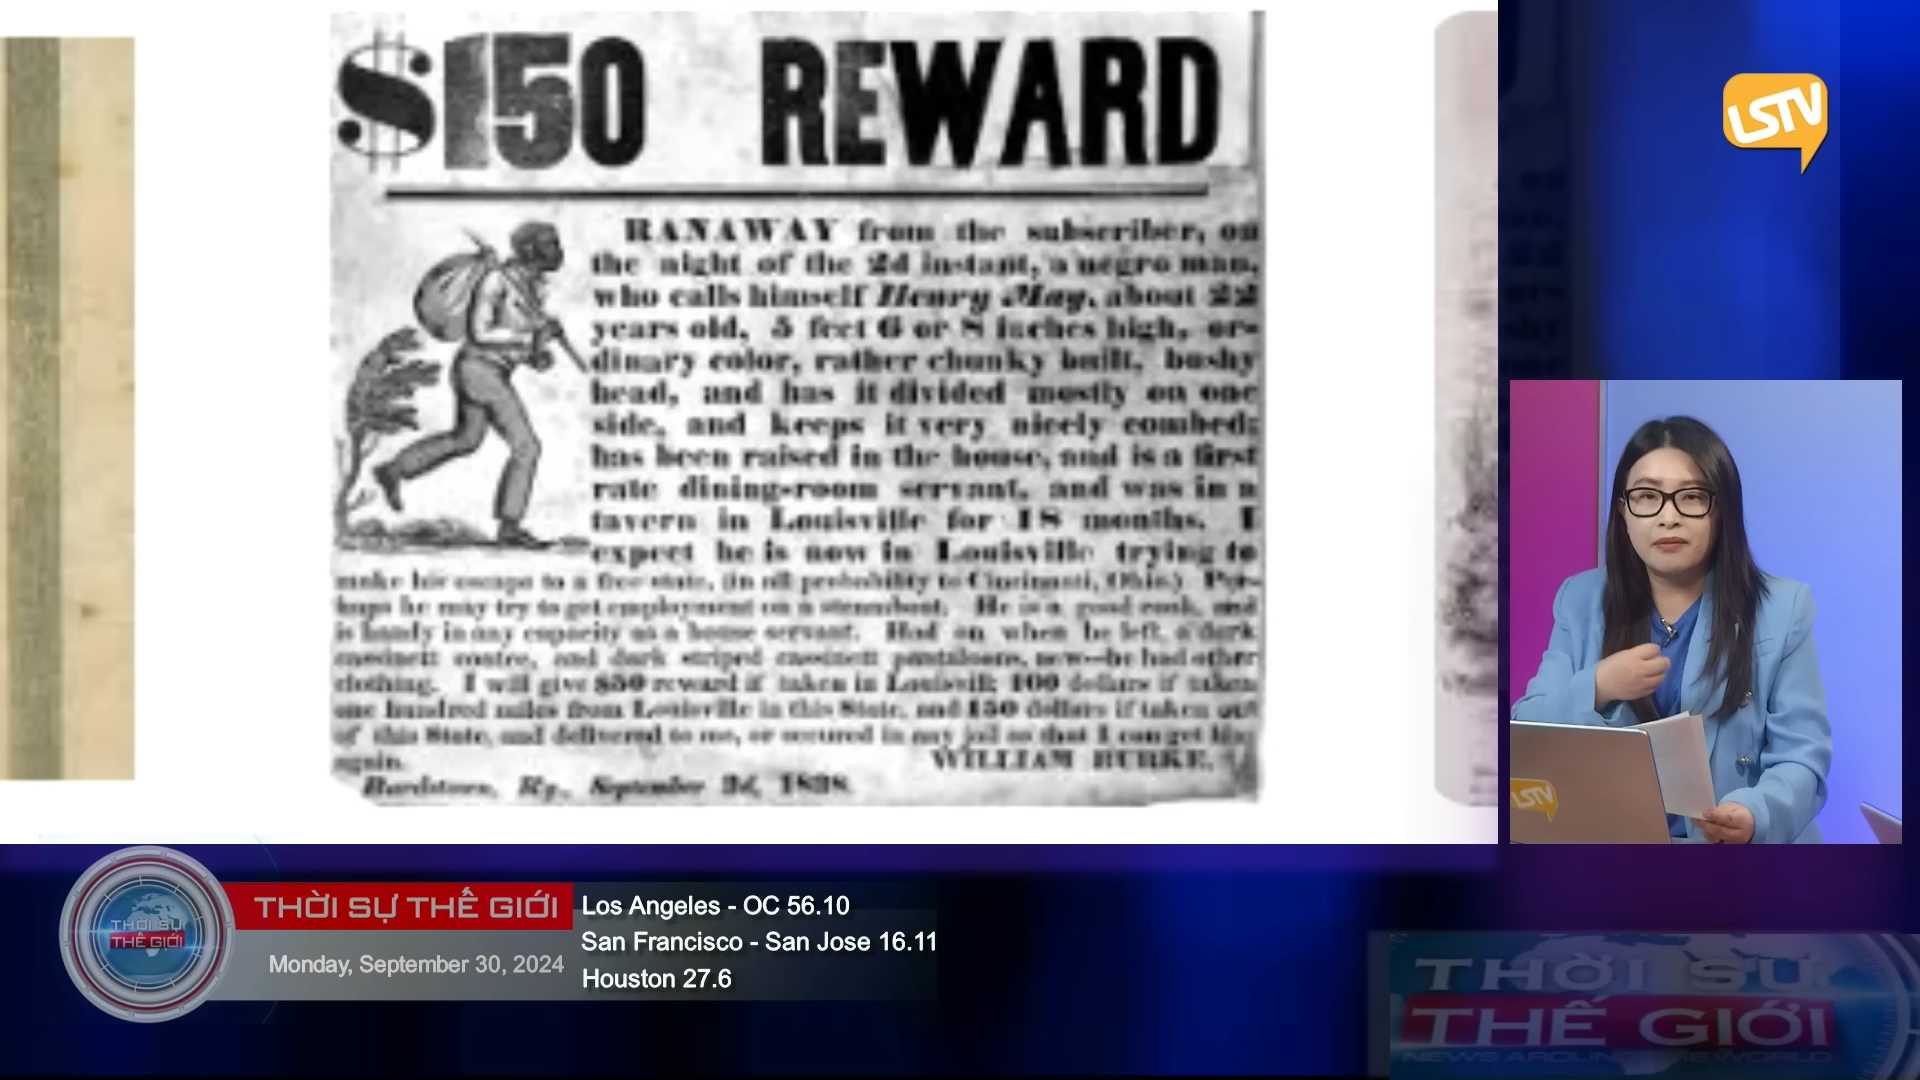 $150 REWARD
RANAWAY from the subscriber, on
the night of the 2d instant, a negro man,
who calls himself Henry May, about 22
years old, 5 feet 6 or 8 inches high, or-
dinary color, rather chunky built, bushy
head, and has it divided mostly on one
side, and keeps it very nicely combed;
has been raised in the house, and is a first
rate dining-room servant, and was in a
tavern in Louisville for 18 months. I
expect he is now in Louisville trying to
make his escape to a free state, (in all probability to Cincinnati, Ohio.) Per-
haps he may try to get employment on a steamboat. He is a good cook, and
is handy in any capacity as a house servant. Had on when he left, a dark
cassinett coatee, and dark striped cassinett pantaloons, new--he had other
clothing. I will give $50 reward if taken in Louisvill; 100 dollars if taken
one hundred miles from Louisville in this State, and 150 dollars if taken out
of this State, and delivered to me, or secured in any jail so that I can get him
again.
WILLIAM BURKE.
Bardstown, Ky., September 3d, 1838.
LSTV
LSTV
THỜI SỰ THẾ GIỚI
THỜI SỰ
THẾ GIỚI
Monday, September 30, 2024
Los Angeles - OC 56.10
San Francisco - San Jose 16.11
Houston 27.6
THỜI SỰ
THẾ GIỚI
NEWS AROUND THE WORLD